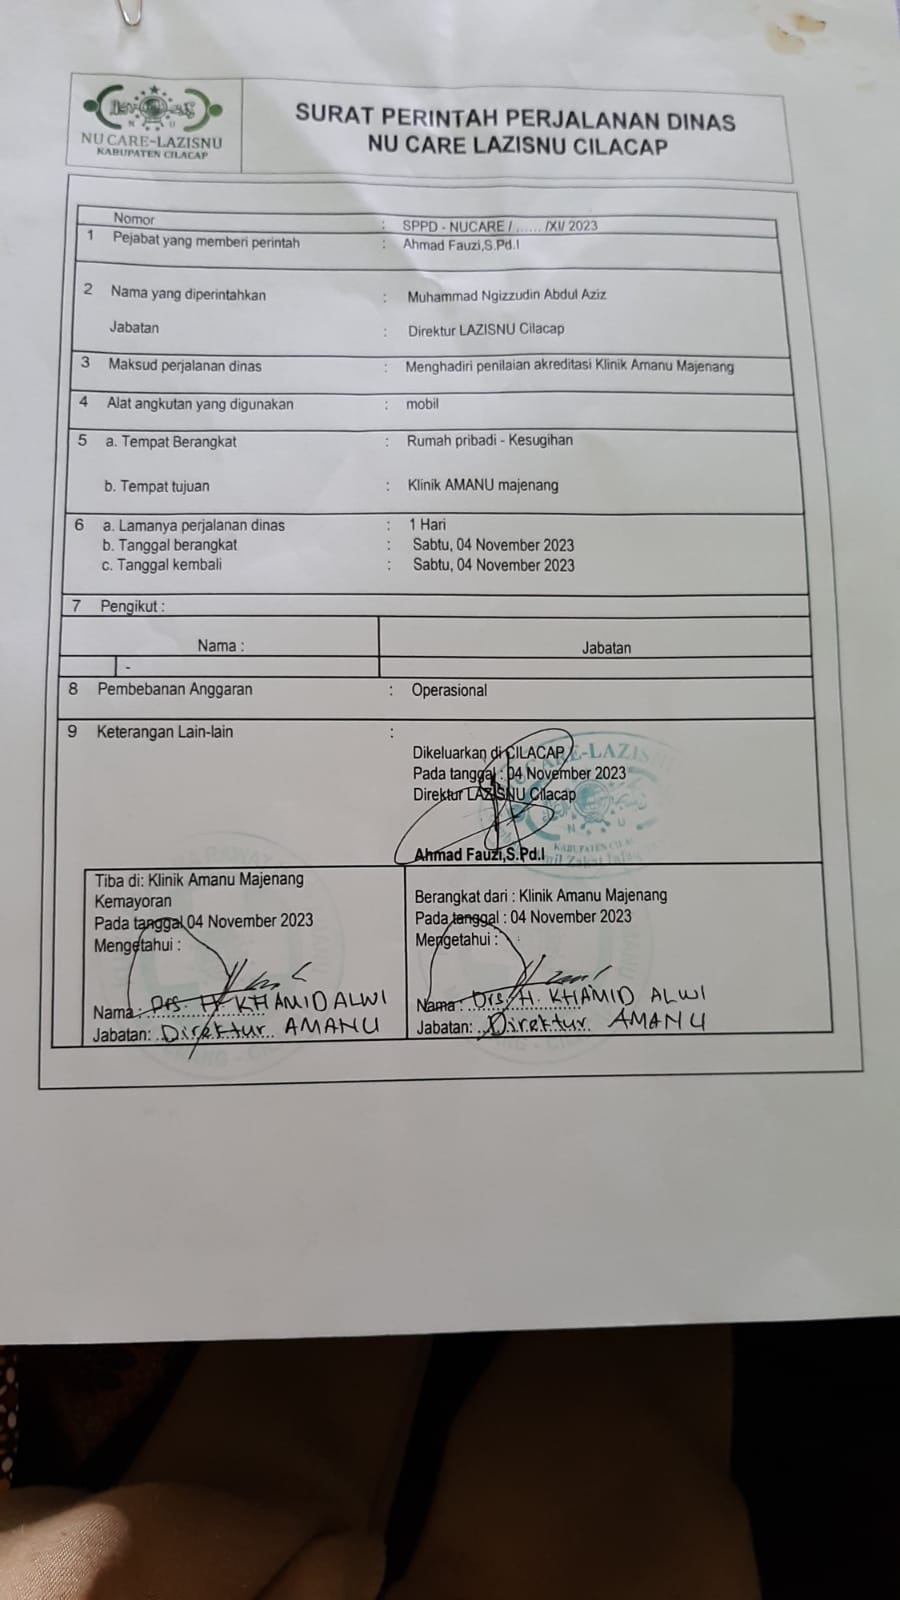 NU CARE-LAZISNU
KABUPATEN CILACAP
SURAT PERINTAH PERJALANAN DINAS
NU CARE LAZISNU CILACAP
Nomor : SPPD - NUCARE / ...... /XI/ 2023
1 Pejabat yang memberi perintah : Ahmad Fauzi,S.Pd.I
2 Nama yang diperintahkan : Muhammad Ngizzudin Abdul Aziz
Jabatan : Direktur LAZISNU Cilacap
3 Maksud perjalanan dinas : Menghadiri penilaian akreditasi Klinik Amanu Majenang
4 Alat angkutan yang digunakan : mobil
5 a. Tempat Berangkat : Rumah pribadi - Kesugihan
b. Tempat tujuan : Klinik AMANU majenang
6 a. Lamanya perjalanan dinas : 1 Hari
b. Tanggal berangkat : Sabtu, 04 November 2023
c. Tanggal kembali : Sabtu, 04 November 2023
7 Pengikut :
Nama : Jabatan
-
8 Pembebanan Anggaran : Operasional
9 Keterangan Lain-lain :
Dikeluarkan di CILACAP
Pada tanggal : 04 November 2023
Direktur LAZISNU Cilacap
Ahmad Fauzi,S.Pd.I
Tiba di: Klinik Amanu Majenang
Kemayoran
Pada tanggal 04 November 2023
Mengetahui :
Nama: Drs. H KHAMID ALWI
Jabatan: Direktur AMANU
Berangkat dari : Klinik Amanu Majenang
Pada tanggal : 04 November 2023
Mengetahui :
Nama : Drs. H. KHAMID ALWI
Jabatan: Direktur AMANU